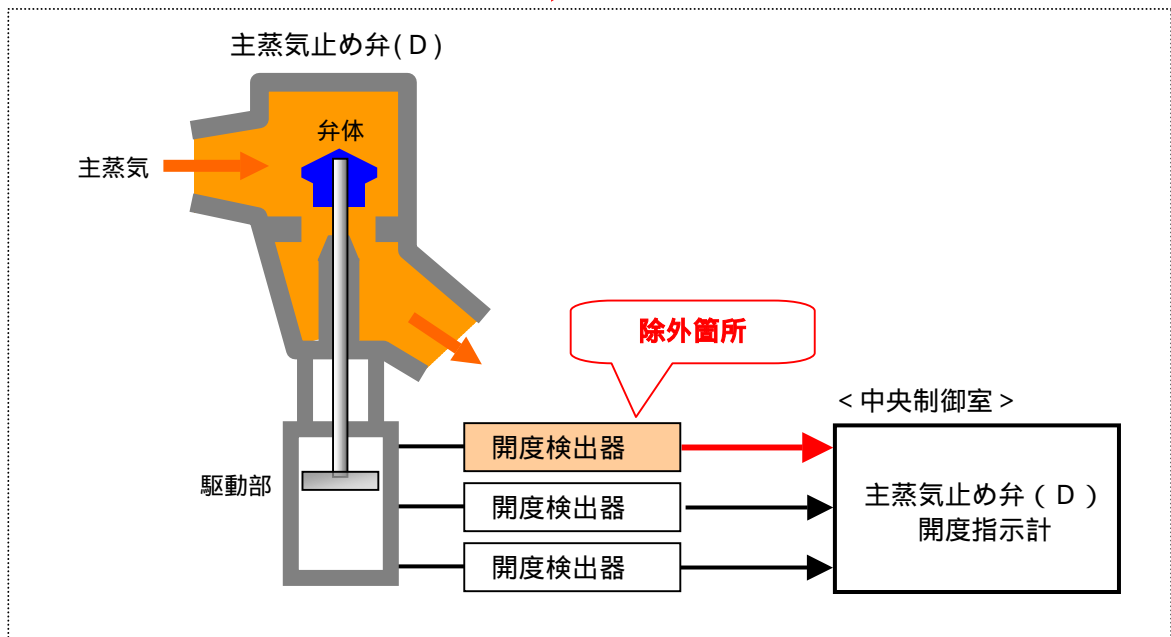 主蒸気止め弁(D)
弁体
主蒸気
除外箇所
<中央制御室>
開度検出器
駆動部
開度検出器
開度検出器
主蒸気止め弁(D)
開度指示計